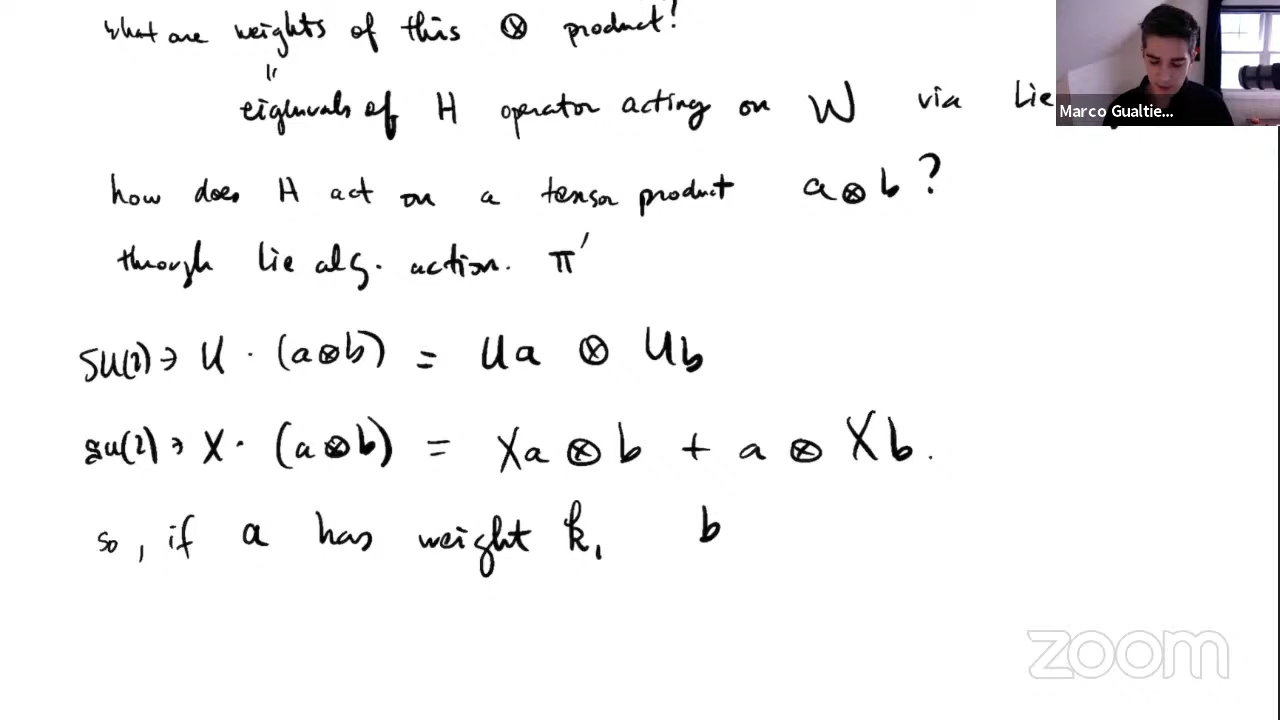 what are weights of this ⊗ product?
"
eigenvals of H operator acting on W via Lie
how does H act on a tensor product a⊗b?
through Lie alg. action. π'
SU(2) ∋ U · (a⊗b) = Ua ⊗ Ub
su(2) ∋ X · (a⊗b) = Xa ⊗ b + a ⊗ Xb.
so, if a has weight k, b
Marco Gualtie...
zoom